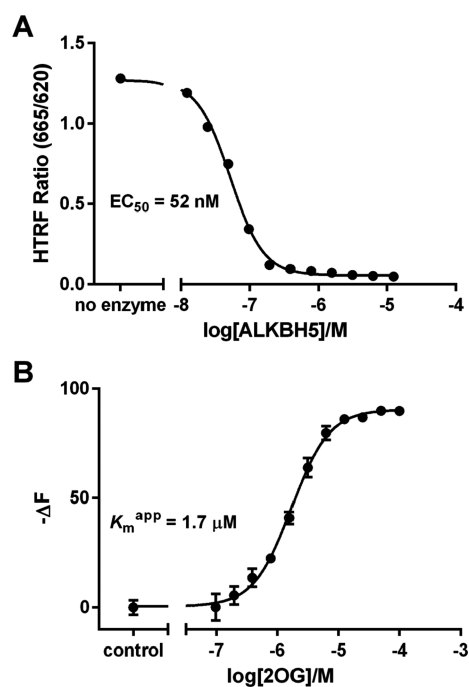 A
HTRF Ratio (665/620)
1.5
1.0
0.5
0.0
EC50 = 52 nM
no enzyme -8 -7 -6 -5 -4
log[ALKBH5]/M
B
-ΔF
100
50
0
Kmapp = 1.7 μM
control -7 -6 -5 -4 -3
log[2OG]/M